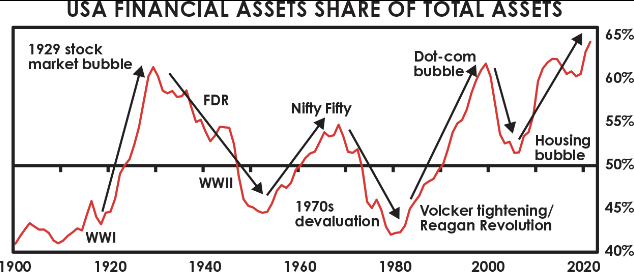 USA FINANCIAL ASSETS SHARE OF TOTAL ASSETS
65%
1929 stock
market bubble
Dot-com
bubble
60%
FDR
Nifty Fifty
55%
Housing
bubble
50%
WWII
1970s
devaluation
Volcker tightening/
Reagan Revolution
45%
WWI
40%
1900 1920 1940 1960 1980 2000 2020